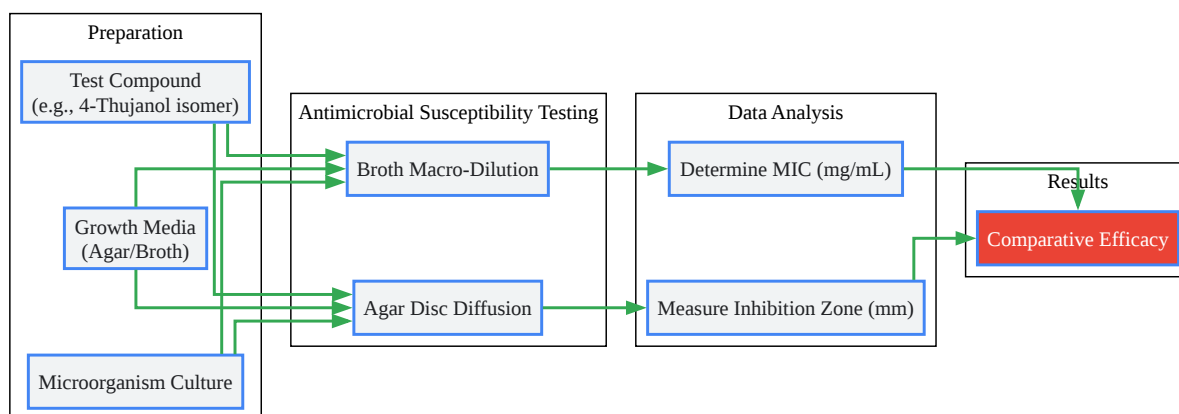 Preparation
Test Compound
(e.g., 4-Thujanol isomer)
Growth Media
(Agar/Broth)
Microorganism Culture
Antimicrobial Susceptibility Testing
Broth Macro-Dilution
Agar Disc Diffusion
Data Analysis
Determine MIC (mg/mL)
Measure Inhibition Zone (mm)
Results
Comparative Efficacy